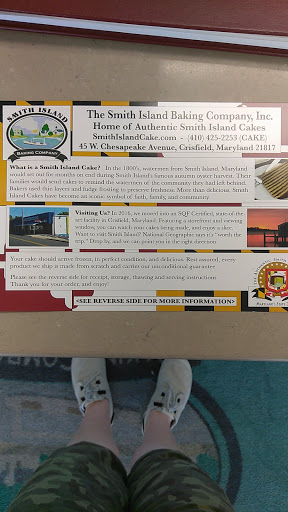 SMITH ISLAND
BAKING COMPANY
The Smith Island Baking Company, Inc.
Home of Authentic Smith Island Cakes
SmithIslandCake.com - (410) 425-2253 (CAKE)
45 W. Chesapeake Avenue, Crisfield, Maryland 21817
What is a Smith Island Cake? In the 1800's, watermen from Smith Island, Maryland
would set out for months on end during Smith Island's famous autumn oyster harvest. Their
families would send cakes to remind the watermen of the community they had left behind.
Bakers used thin layers and fudge frosting to preserve freshness. More than delicious, Smith
Island Cakes have become an iconic symbol of faith, family, and community.
Visiting Us? In 2016, we moved into an SQF Certified, state-of-the-
art facility in Crisfield, Maryland. Featuring storefront and viewing
window, you can watch your cakes being made, and enjoy a slice.
Want to visit Smith Island? National Geographic says it's "worth the
trip." Drop by, and we can point you in the right direction
Your cake should arrive frozen, in perfect condition, and delicious. Rest assured, every
product we ship is made from scratch and carries our unconditional guarantee.
Please see the reverse side for receipt, storage, thawing and serving instructions
Thank you for your order, and enjoy!
<SEE REVERSE SIDE FOR MORE INFORMATION>